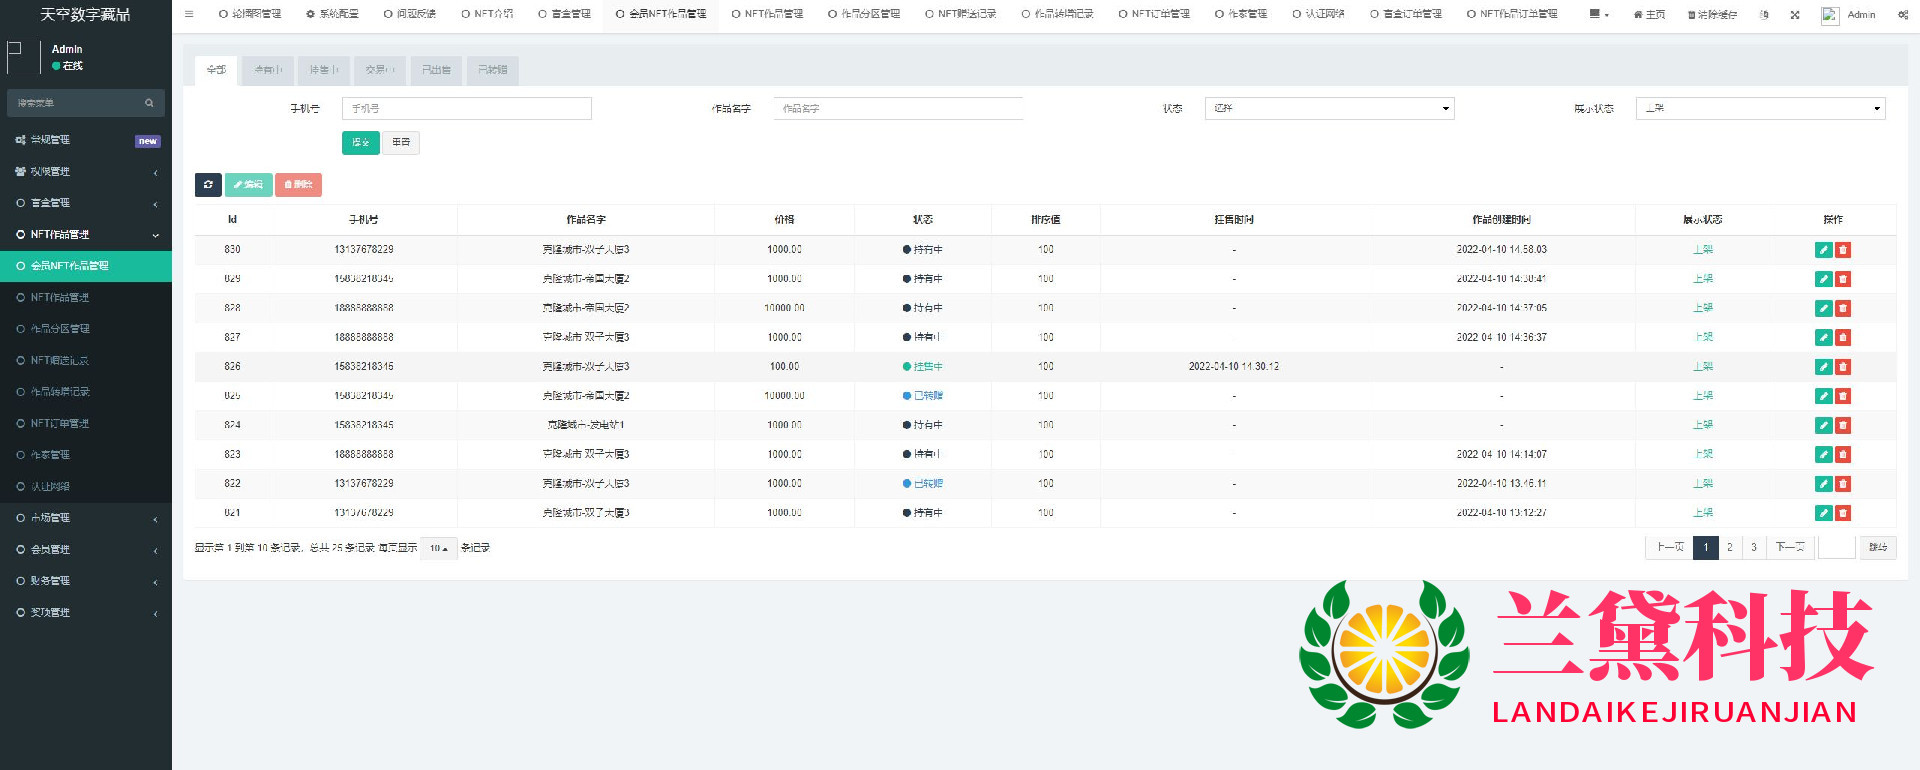 天空数字藏品
轮播图管理 系统配置 问题反馈 NFT介绍 盲盒管理 会员NFT作品管理 NFT作品管理 作品分区管理 NFT赠送记录 作品转增记录 NFT订单管理 作家管理 认证网络 盲盒订单管理 NFT作品订单管理 主页 清除缓存 Admin
Admin
在线
搜索菜单
常规管理 new
权限管理
盲盒管理
NFT作品管理
会员NFT作品管理
NFT作品管理
作品分区管理
NFT赠送记录
作品转增记录
NFT订单管理
作家管理
认证网络
市场管理
会员管理
财务管理
奖项管理
全部 持有中 挂售中 交易中 已出售 已转赠
手机号 手机号 作品名字 作品名字 状态 选择 展示状态 上架
提交 重置
编辑 删除
Id 手机号 作品名字 价格 状态 排序值 挂售时间 作品创建时间 展示状态 操作
830 13137678229 克隆城市-双子大厦3 1000.00 持有中 100 - 2022-04-10 14:58:03 上架
829 15838218345 克隆城市-帝国大厦2 1000.00 持有中 100 - 2022-04-10 14:38:41 上架
828 18888888888 克隆城市-帝国大厦2 10000.00 持有中 100 - 2022-04-10 14:37:05 上架
827 18888888888 克隆城市-双子大厦3 1000.00 持有中 100 - 2022-04-10 14:36:37 上架
826 15838218345 克隆城市-双子大厦3 100.00 挂售中 100 2022-04-10 14:30:12 - 上架
825 15838218345 克隆城市-帝国大厦2 10000.00 已转赠 100 - - 上架
824 15838218345 克隆城市-发电站1 1000.00 持有中 100 - - 上架
823 18888888888 克隆城市-双子大厦3 1000.00 持有中 100 - 2022-04-10 14:14:07 上架
822 13137678229 克隆城市-双子大厦3 1000.00 已转赠 100 - 2022-04-10 13:46:11 上架
821 13137678229 克隆城市-双子大厦3 1000.00 持有中 100 - 2022-04-10 13:12:27 上架
显示第 1 到第 10 条记录，总共 25 条记录 每页显示 10 条记录
上一页 1 2 3 下一页 跳转
兰黛科技
LANDAIKEJIRUANJIAN